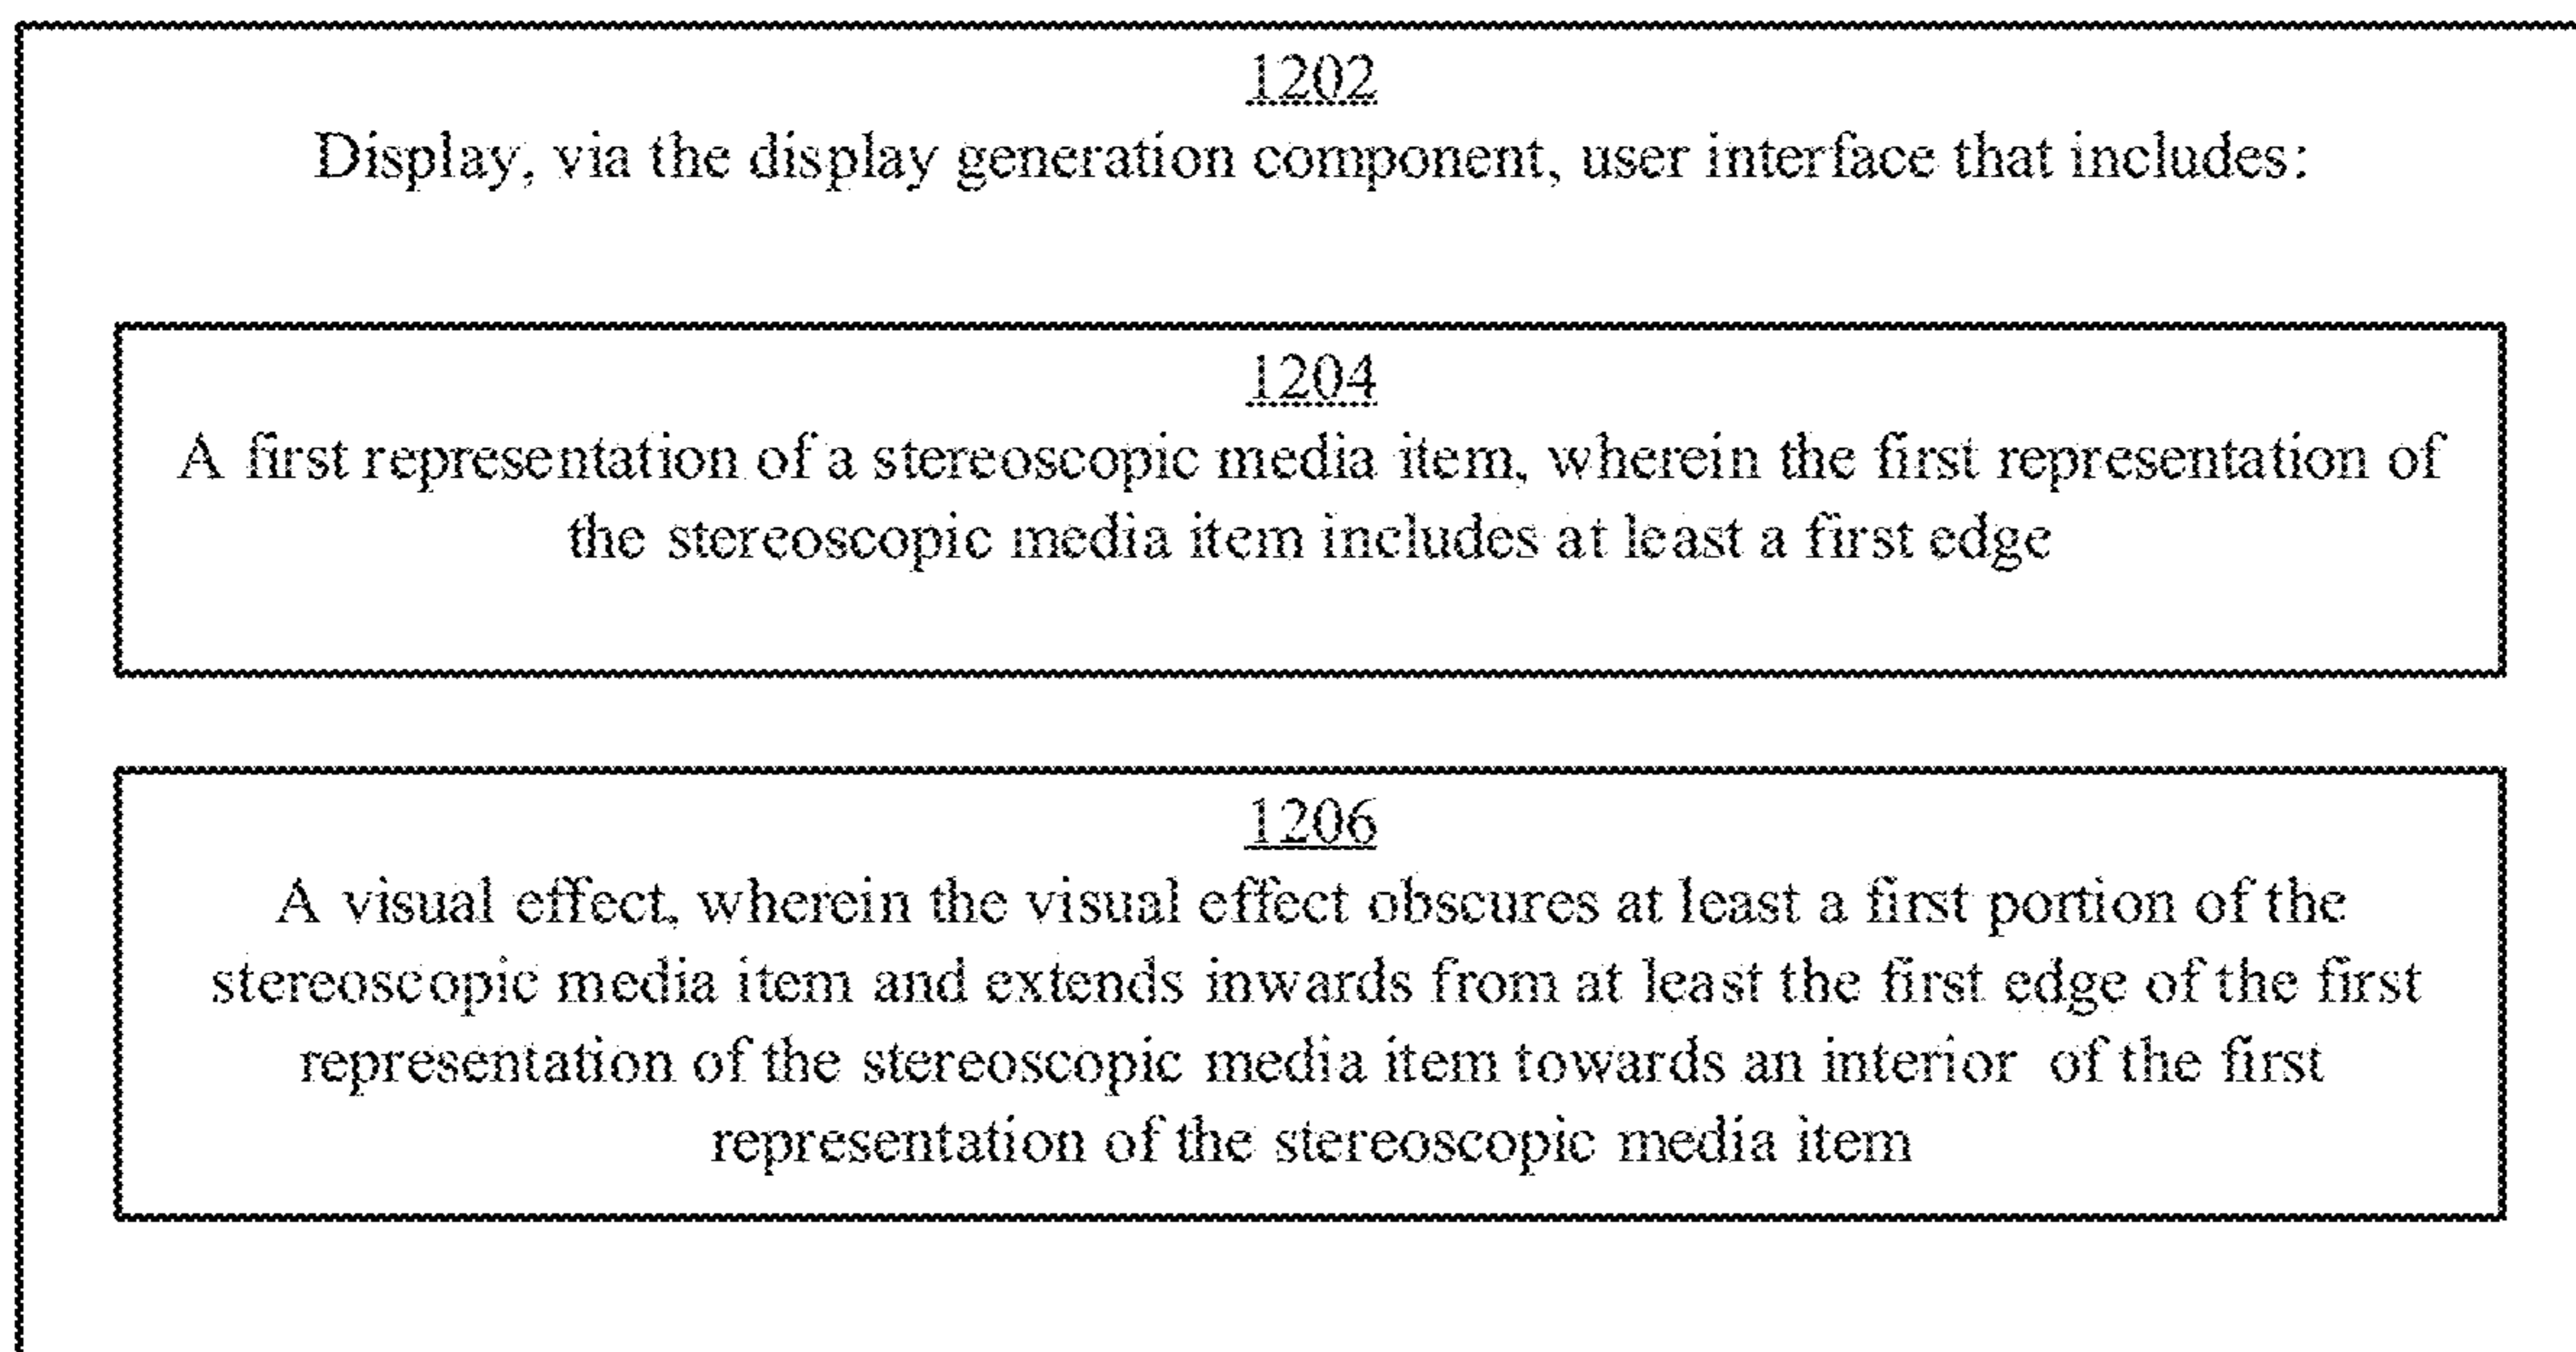 1202
Display, via the display generation component, user interface that includes:
1204
A first representation of a stereoscopic media item, wherein the first representation of
the stereoscopic media item includes at least a first edge
1206
A visual effect, wherein the visual effect obscures at least a first portion of the
stereoscopic media item and extends inwards from at least the first edge of the first
representation of the stereoscopic media item towards an interior of the first
representation of the stereoscopic media item